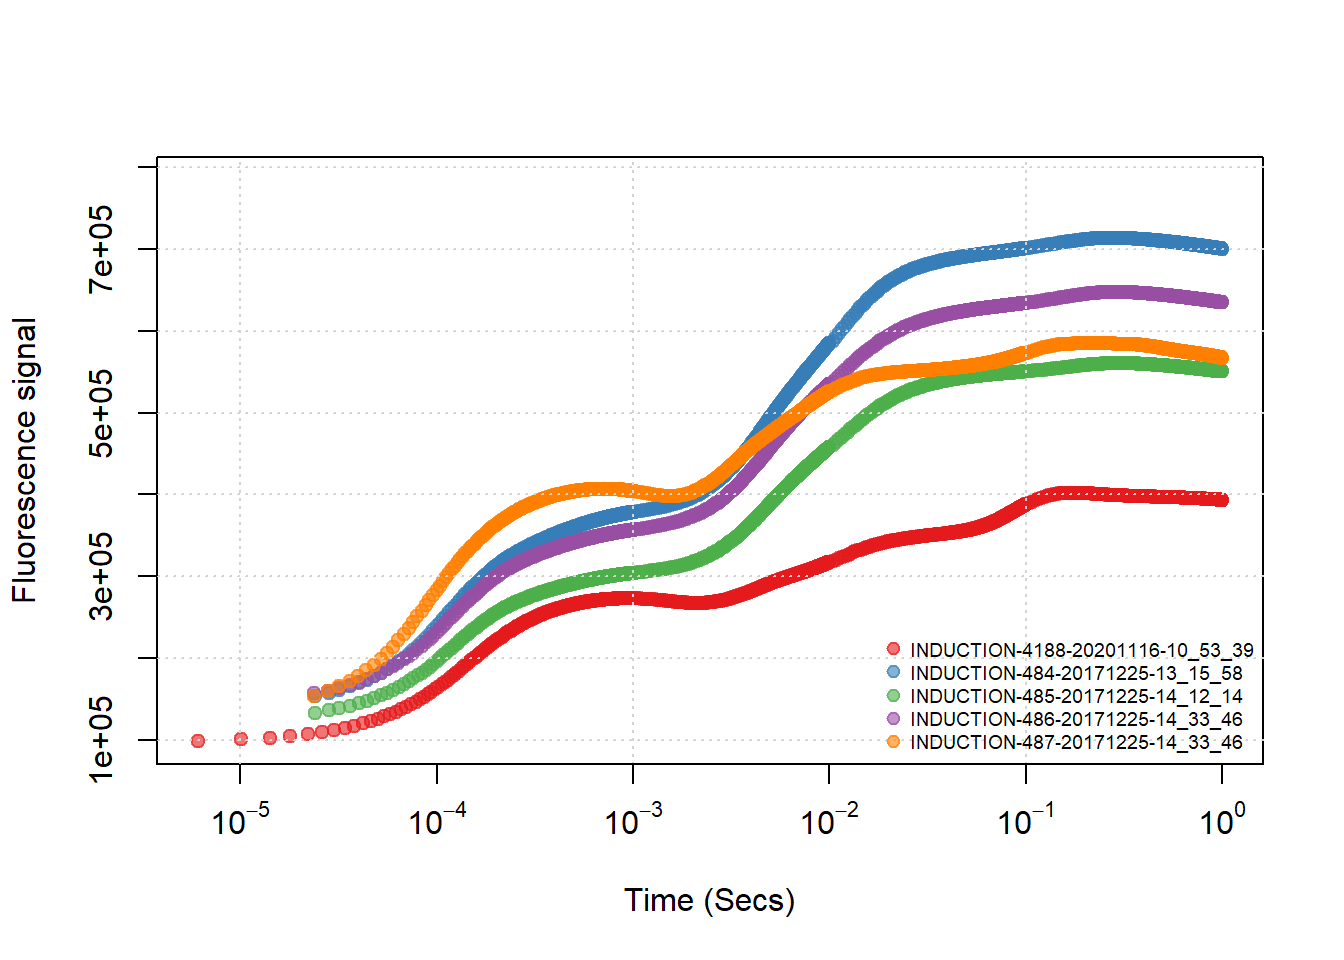 Fluorescence signal
7e+05
5e+05
3e+05
1e+05
INDUCTION-4188-20201116-10_53_39
INDUCTION-484-20171225-13_15_58
INDUCTION-485-20171225-14_12_14
INDUCTION-486-20171225-14_33_46
INDUCTION-487-20171225-14_33_46
10⁻⁵ 10⁻⁴ 10⁻³ 10⁻² 10⁻¹ 10⁰
Time (Secs)